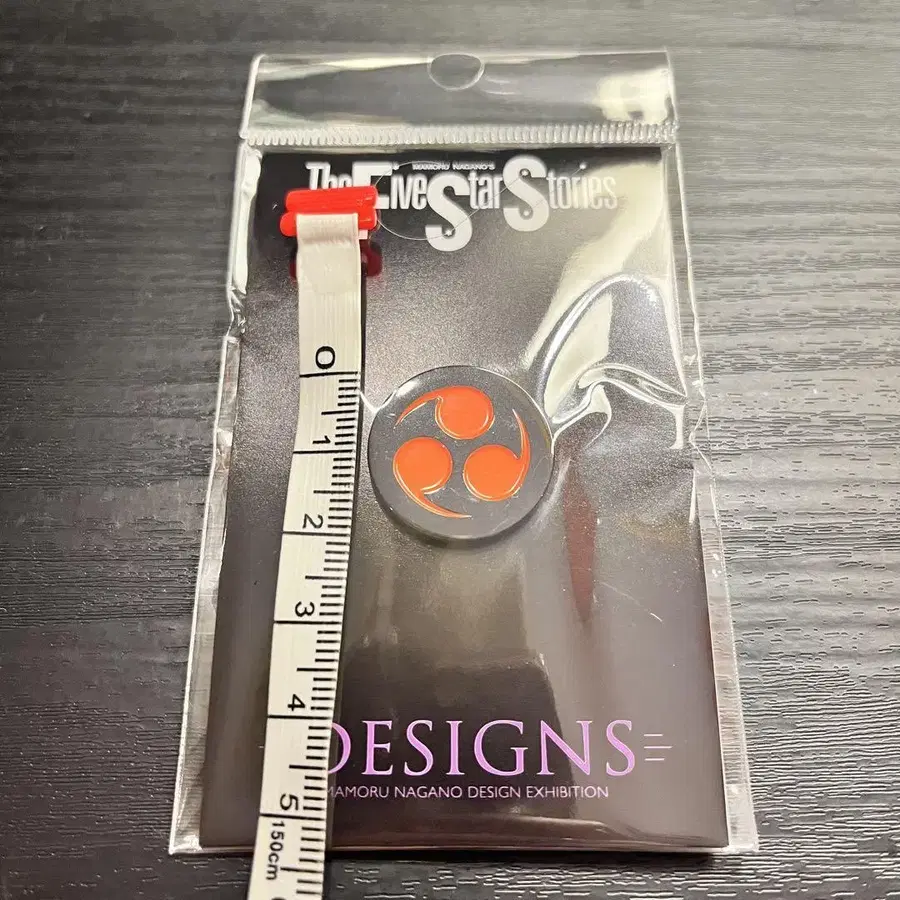 MAMORU NAGANO'S
The Five Star Stories
0
1
2
3
4
5
150cm
DESIGNS
MAMORU NAGANO DESIGN EXHIBITION